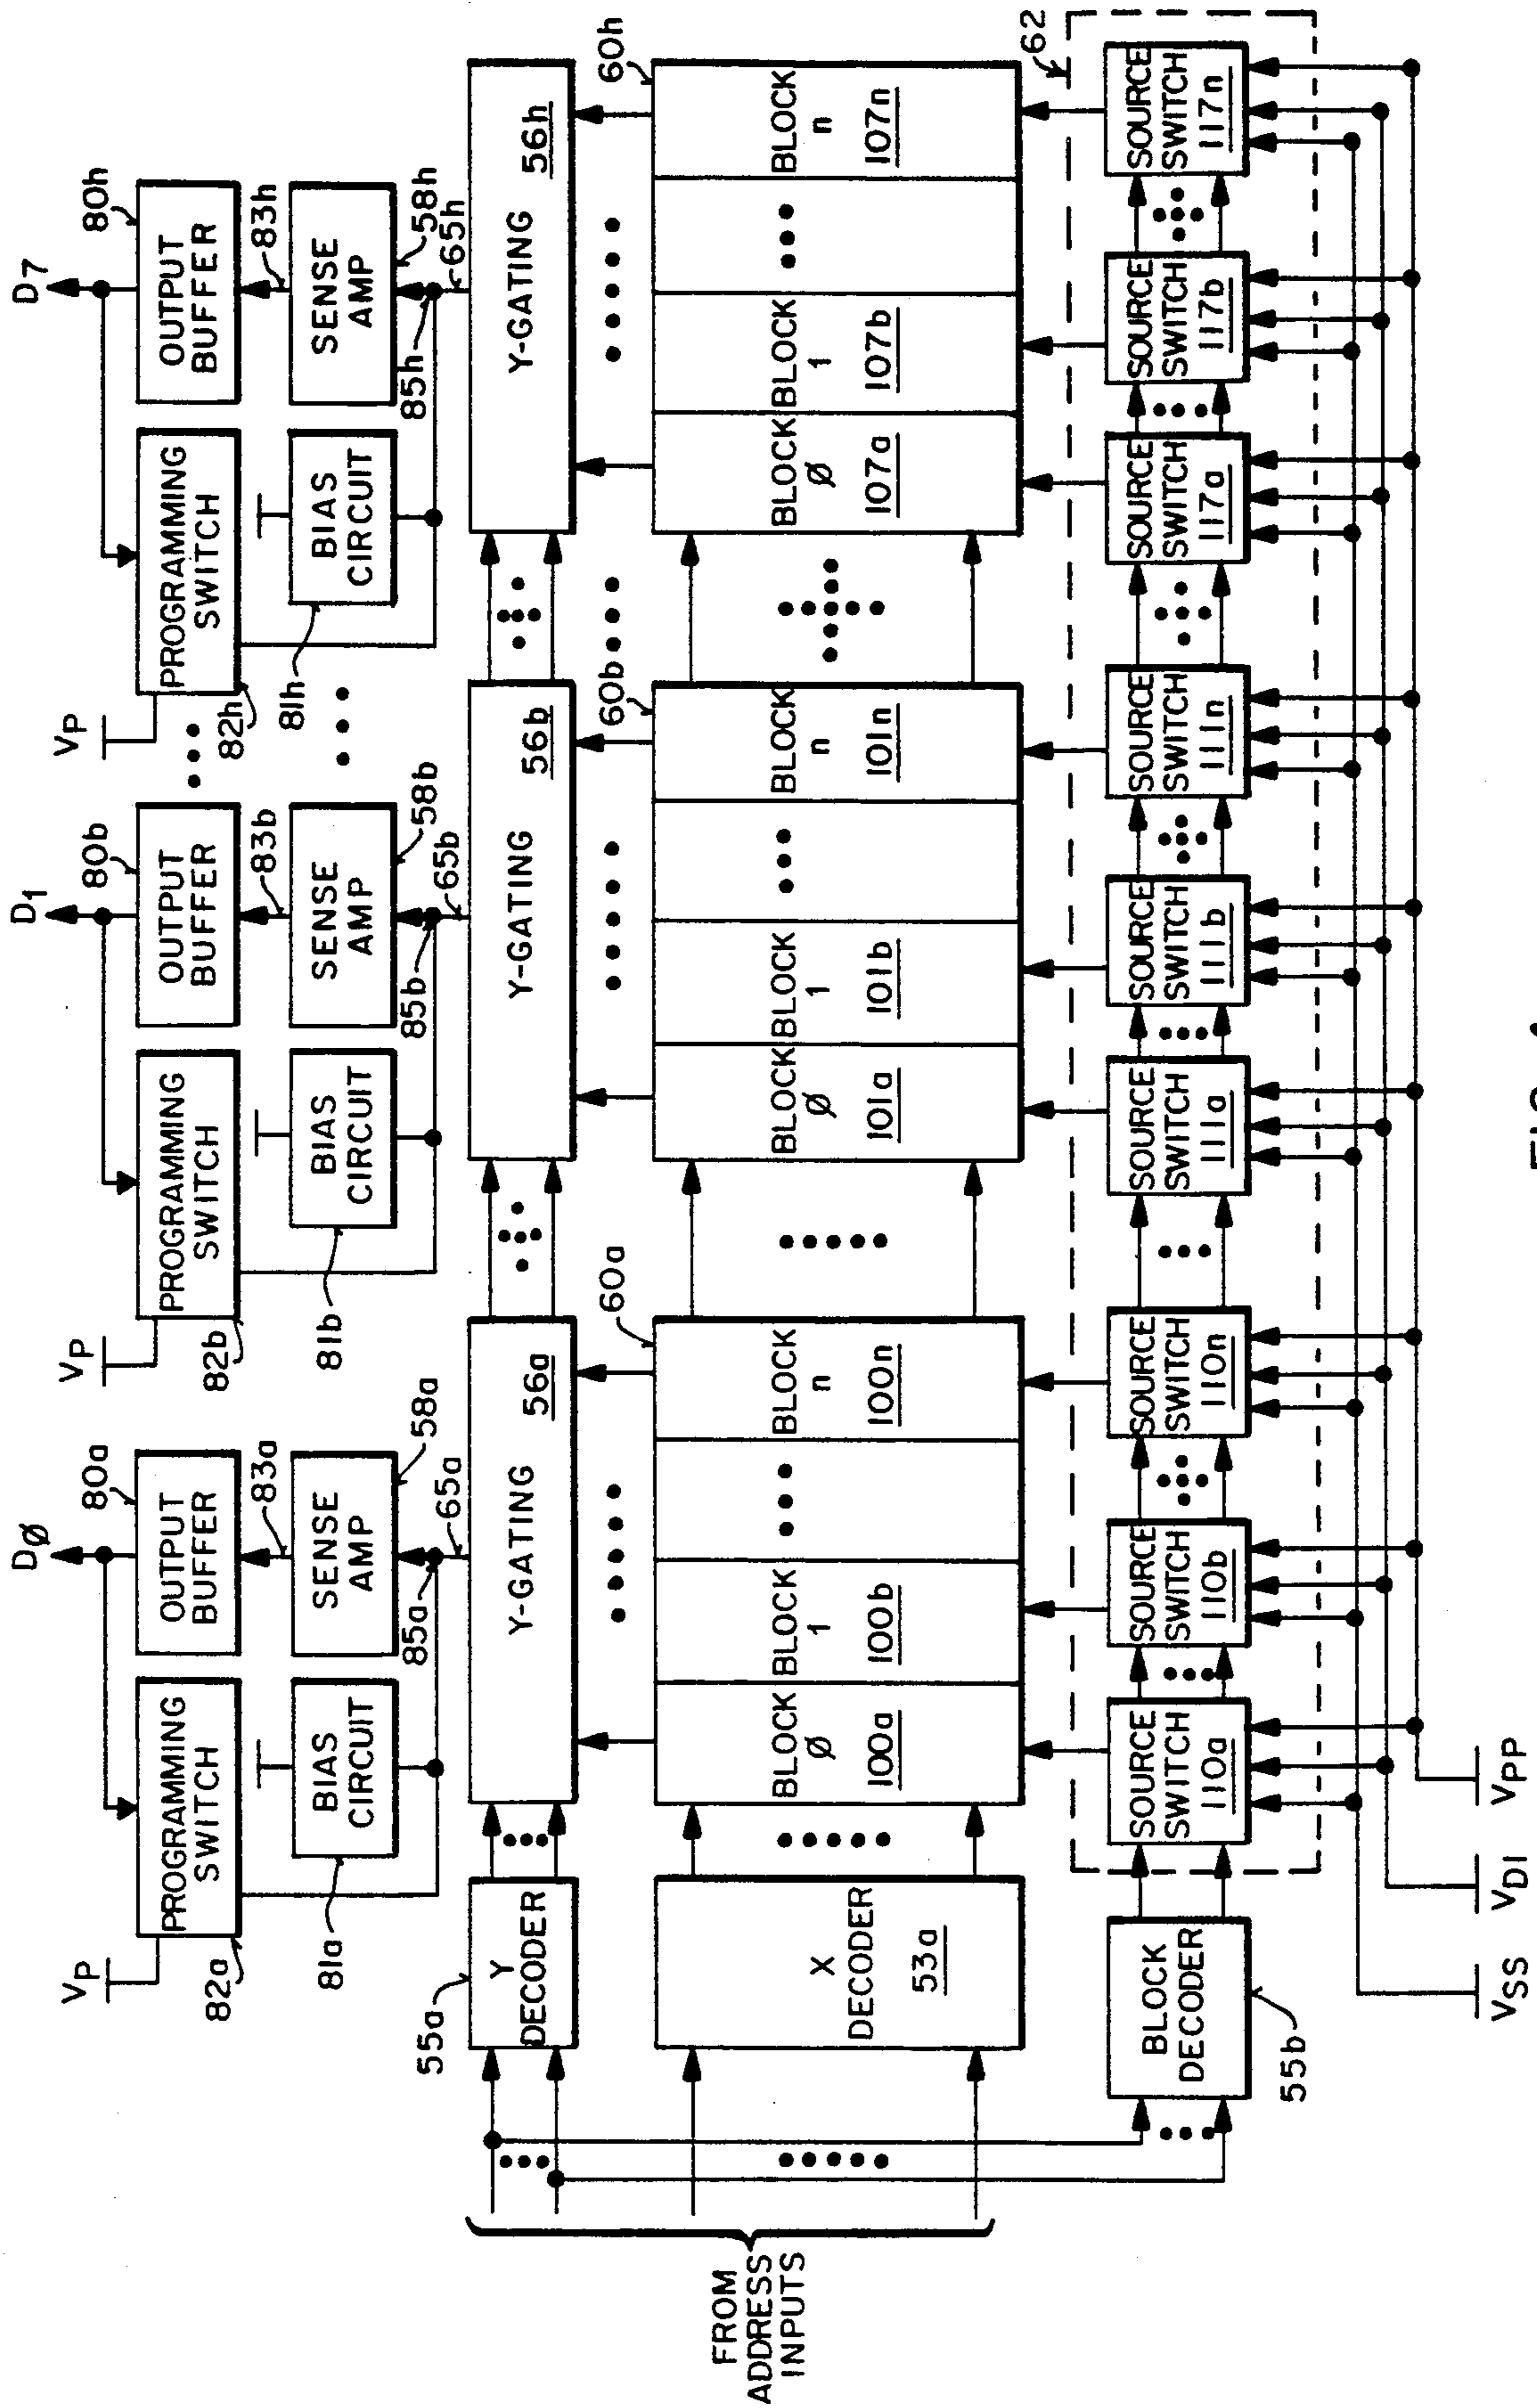 VP
PROGRAMMING
SWITCH
82a
81a
BIAS
CIRCUIT
DØ
OUTPUT
BUFFER
80a
83a
SENSE
AMP
58a
85a
65a
VP
PROGRAMMING
SWITCH
82b
81b
BIAS
CIRCUIT
D1
OUTPUT
BUFFER
80b
83b
SENSE
AMP
58b
85b
65b
VP
PROGRAMMING
SWITCH
82h
81h
BIAS
CIRCUIT
D7
OUTPUT
BUFFER
80h
83h
SENSE
AMP
58h
85h
65h
55a
Y
DECODER
Y-GATING
56a
Y-GATING
56b
Y-GATING
56h
FROM
ADDRESS
INPUTS
X
DECODER
53a
60a
BLOCK
Ø
100a
BLOCK
1
100b
BLOCK
n
100n
60b
BLOCK
Ø
101a
BLOCK
1
101b
BLOCK
n
101n
60h
BLOCK
Ø
107a
BLOCK
1
107b
BLOCK
n
107n
62
BLOCK
DECODER
55b
SOURCE
SWITCH
110a
SOURCE
SWITCH
110b
SOURCE
SWITCH
110n
SOURCE
SWITCH
111a
SOURCE
SWITCH
111b
SOURCE
SWITCH
111n
SOURCE
SWITCH
117a
SOURCE
SWITCH
117b
SOURCE
SWITCH
117n
VSS
VDI
VPP